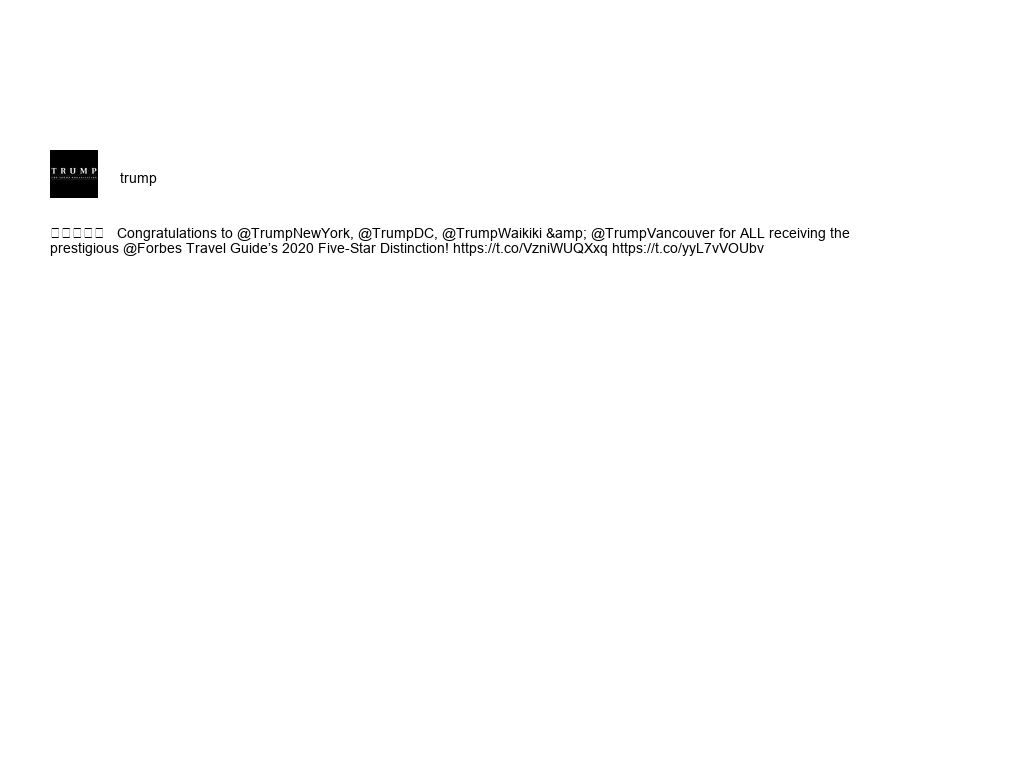 TRUMP
trump
Congratulations to @TrumpNewYork, @TrumpDC, @TrumpWaikiki &amp; @TrumpVancouver for ALL receiving the
prestigious @Forbes Travel Guide's 2020 Five-Star Distinction! https://t.co/VzniWUQXxq https://t.co/yyL7vVOUbv